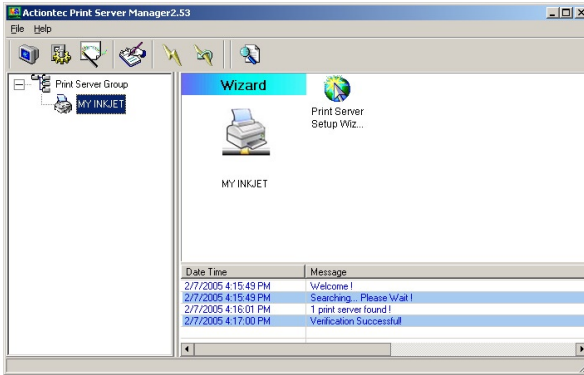 Actiontec Print Server Manager2.53
File Help
Print Server Group
MY INKJET
Wizard
MY INKJET
Print Server
Setup Wiz...
Date Time Message
2/7/2005 4:15:49 PM Welcome !
2/7/2005 4:15:49 PM Searching... Please Wait !
2/7/2005 4:16:01 PM 1 print server found !
2/7/2005 4:17:00 PM Verification Successful!